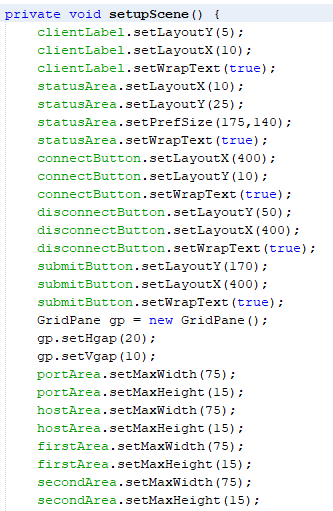 private void setupScene() {
clientLabel.setLayoutY(5);
clientLabel.setLayoutX(10);
clientLabel.setWrapText(true);
statusArea.setLayoutX(10);
statusArea.setLayoutY(25);
statusArea.setPrefSize(175,140);
statusArea.setWrapText(true);
connectButton.setLayoutX(400);
connectButton.setLayoutY(10);
connectButton.setWrapText(true);
disconnectButton.setLayoutY(50);
disconnectButton.setLayoutX(400);
disconnectButton.setWrapText(true);
submitButton.setLayoutY(170);
submitButton.setLayoutX(400);
submitButton.setWrapText(true);
GridPane gp = new GridPane();
gp.setHgap(20);
gp.setVgap(10);
portArea.setMaxWidth(75);
portArea.setMaxHeight(15);
hostArea.setMaxWidth(75);
hostArea.setMaxHeight(15);
firstArea.setMaxWidth(75);
firstArea.setMaxHeight(15);
secondArea.setMaxWidth(75);
secondArea.setMaxHeight(15);